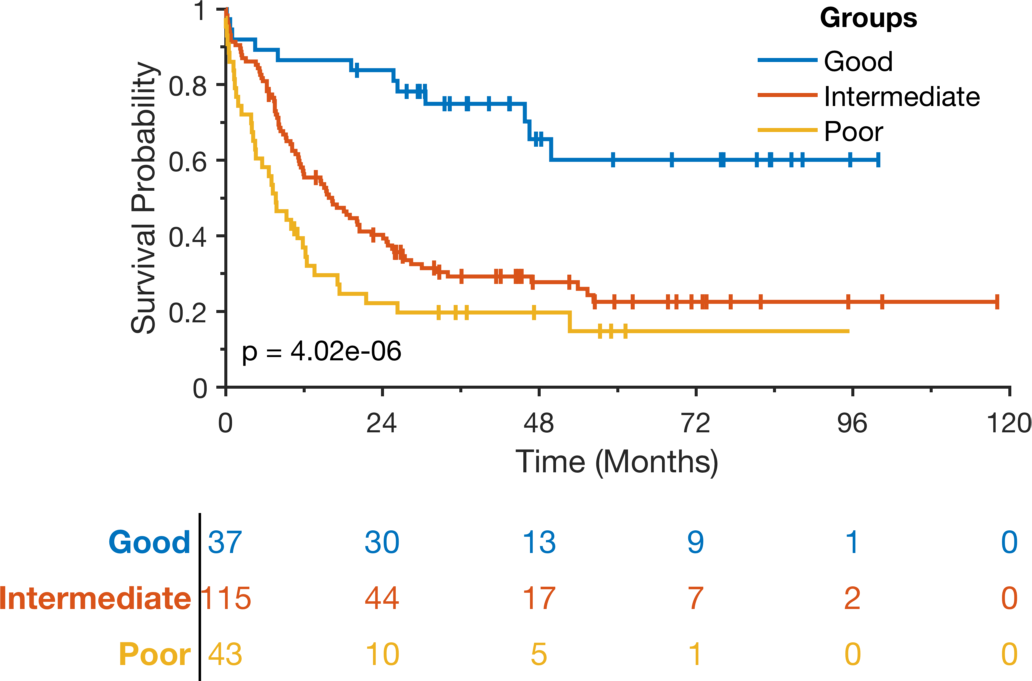 Groups
Good
Intermediate
Poor
Survival Probability
1
0.8
0.6
0.4
0.2
0
p = 4.02e-06
0 24 48 72 96 120
Time (Months)
Good 37 30 13 9 1 0
Intermediate 115 44 17 7 2 0
Poor 43 10 5 1 0 0